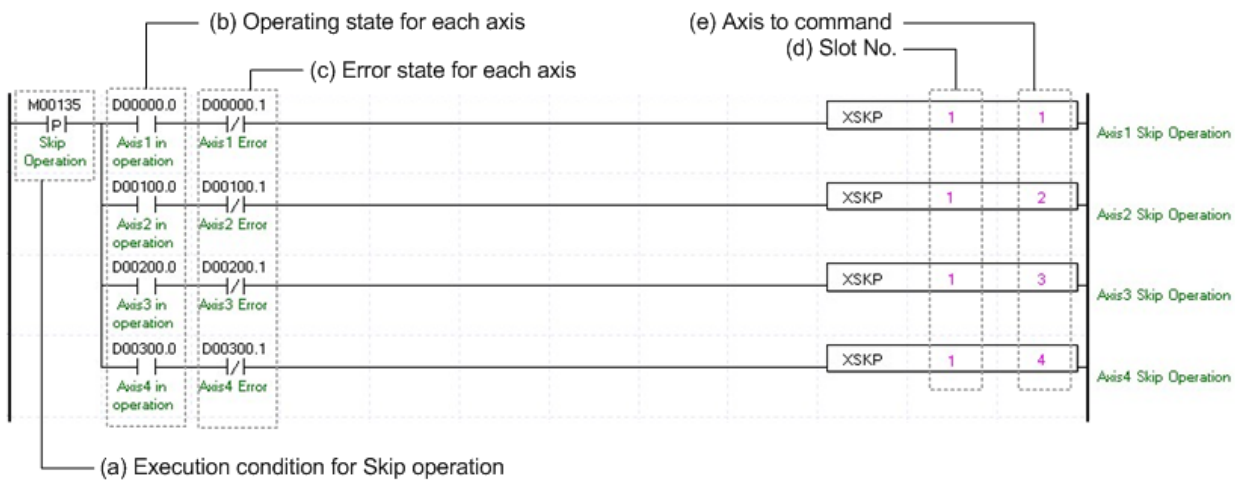 (b) Operating state for each axis
(e) Axis to command
(d) Slot No.
(c) Error state for each axis
M00135 D00000.0 D00000.1
P XSKP 1 1
Skip Operation Axis1 in operation Axis1 Error Axis1 Skip Operation
D00100.0 D00100.1
XSKP 1 2
Axis2 in operation Axis2 Error Axis2 Skip Operation
D00200.0 D00200.1
XSKP 1 3
Axis3 in operation Axis3 Error Axis3 Skip Operation
D00300.0 D00300.1
XSKP 1 4
Axis4 in operation Axis4 Error Axis4 Skip Operation
(a) Execution condition for Skip operation